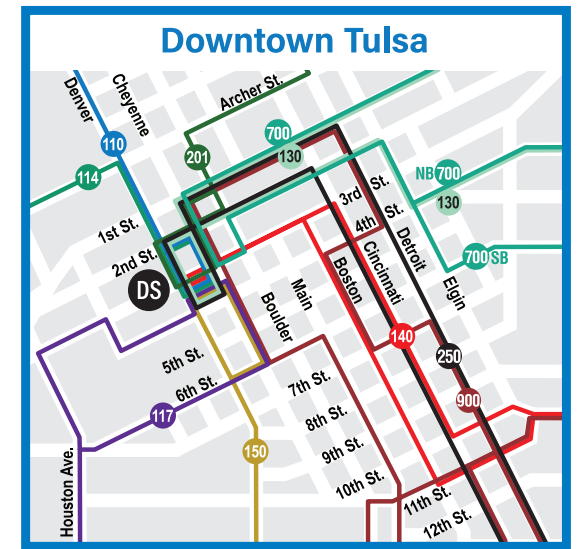 Downtown Tulsa
Denver
Cheyenne
Archer St.
110
201
700
130
114
NB 700
130
3rd St.
4th St.
1st St.
2nd St.
DS
700 SB
Detroit
Elgin
Cincinnati
Boston
Main
Boulder
140
250
900
5th St.
6th St.
117
150
7th St.
8th St.
9th St.
10th St.
11th St.
12th St.
Houston Ave.